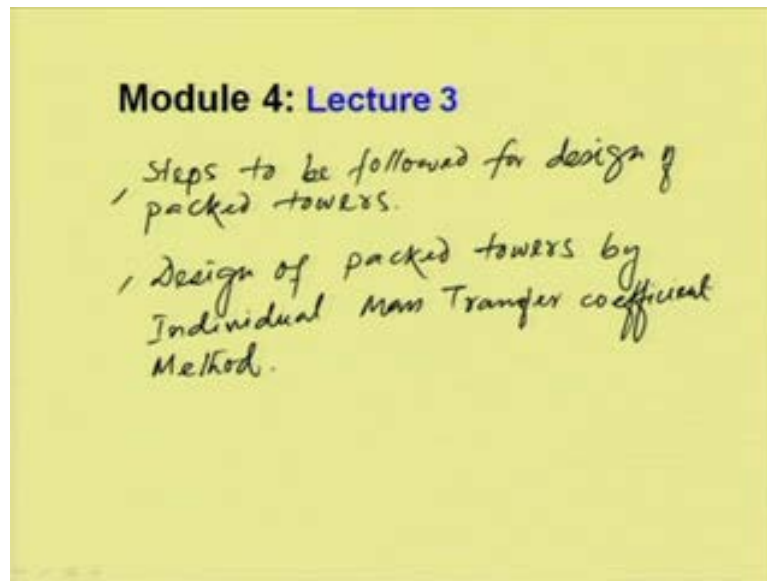 Module 4: Lecture 3
, Steps to be followed for design of
packed towers.
, Design of packed towers by
Individual Mass Transfer coefficient
Method.